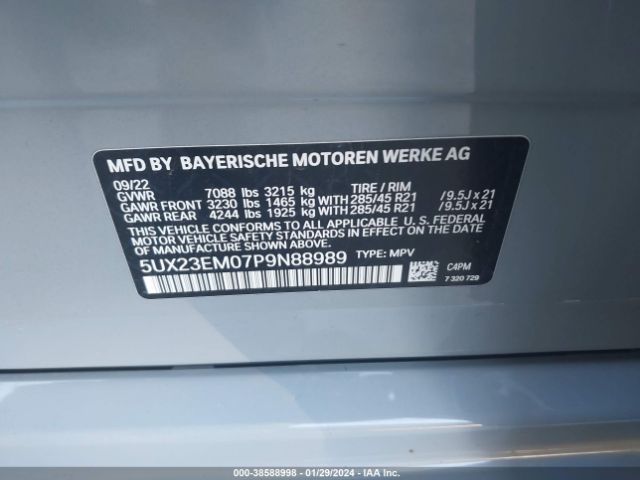 MFD BY BAYERISCHE MOTOREN WERKE AG
09/22
GVWR 7088 lbs 3215 kg TIRE / RIM
GAWR FRONT 3230 lbs 1465 kg WITH 285/45 R21 / 9.5J x 21
GAWR REAR 4244 lbs 1925 kg WITH 285/45 R21 / 9.5J x 21
THIS VEHICLE CONFORMS TO ALL APPLICABLE U. S. FEDERAL
MOTOR VEHICLE SAFETY STANDARDS IN EFFECT ON THE
DATE OF MANUFACTURE SHOWN ABOVE.
5UX23EM07P9N88989 TYPE: MPV
C4PM
7 320 729
000-38588998 - 01/29/2024 - IAA Inc.